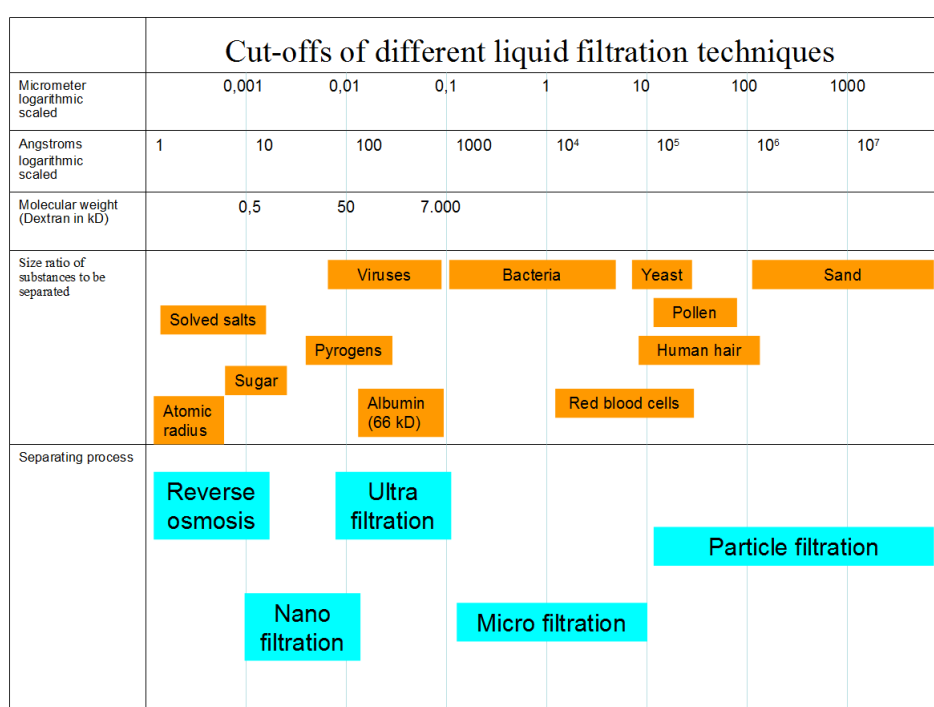 Cut-offs of different liquid filtration techniques
Micrometer
logarithmic
scaled
0,001 0,01 0,1 1 10 100 1000
Angstroms
logarithmic
scaled
1 10 100 1000 10⁴ 10⁵ 10⁶ 10⁷
Molecular weight
(Dextran in kD)
0,5 50 7.000
Size ratio of
substances to be
separated
Viruses Bacteria Yeast Sand
Solved salts Pollen
Pyrogens Human hair
Sugar
Atomic
radius
Albumin
(66 kD)
Red blood cells
Separating process
Reverse
osmosis
Ultra
filtration
Particle filtration
Nano
filtration
Micro filtration